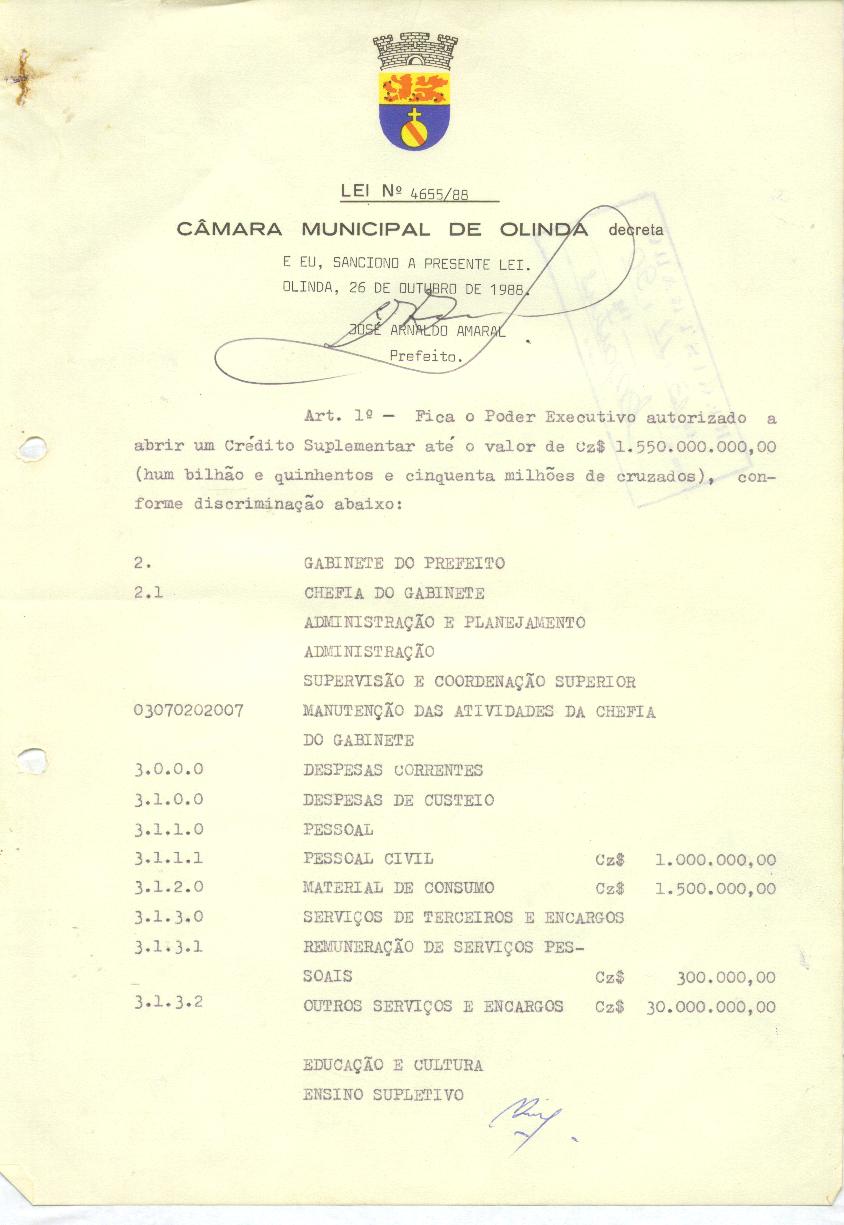 LEI Nº 4655/88
CÂMARA MUNICIPAL DE OLINDA decreta
E EU, SANCIONO A PRESENTE LEI.
OLINDA, 26 DE OUTUBRO DE 1988.
JOSÉ ARNALDO AMARAL
Prefeito.
Art. 1º — Fica o Poder Executivo autorizado a
abrir um Crédito Suplementar até o valor de Cz$ 1.550.000.000,00
(hum bilhão e quinhentos e cinquenta milhões de cruzados), con-
forme discriminação abaixo:
2. GABINETE DO PREFEITO
2.1 CHEFIA DO GABINETE
ADMINISTRAÇÃO E PLANEJAMENTO
ADMINISTRAÇÃO
SUPERVISÃO E COORDENAÇÃO SUPERIOR
03070202007 MANUTENÇÃO DAS ATIVIDADES DA CHEFIA
DO GABINETE
3.0.0.0 DESPESAS CORRENTES
3.1.0.0 DESPESAS DE CUSTEIO
3.1.1.0 PESSOAL
3.1.1.1 PESSOAL CIVIL Cz$ 1.000.000,00
3.1.2.0 MATERIAL DE CONSUMO Cz$ 1.500.000,00
3.1.3.0 SERVIÇOS DE TERCEIROS E ENCARGOS
3.1.3.1 REMUNERAÇÃO DE SERVIÇOS PES-
SOAIS Cz$ 300.000,00
3.1.3.2 OUTROS SERVIÇOS E ENCARGOS Cz$ 30.000.000,00
EDUCAÇÃO E CULTURA
ENSINO SUPLETIVO